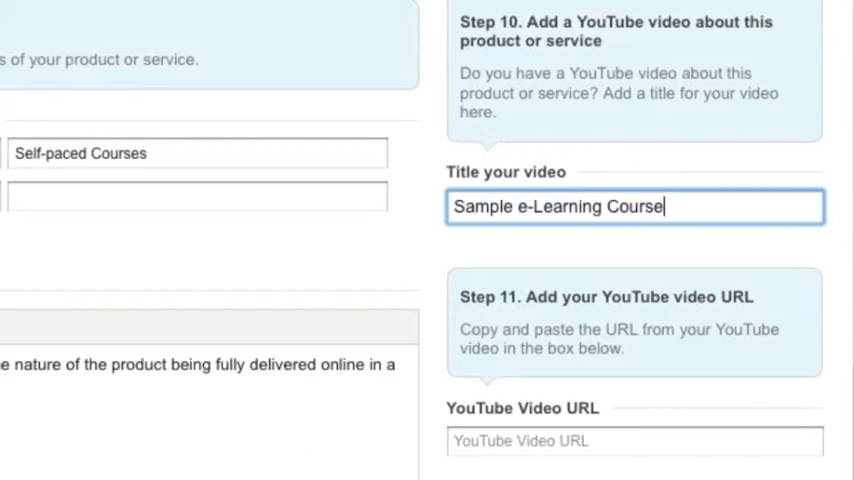 s of your product or service.
Self-paced Courses
e nature of the product being fully delivered online in a
Step 10. Add a YouTube video about this
product or service
Do you have a YouTube video about this
product or service? Add a title for your video
here.
Title your video
Sample e-Learning Course
Step 11. Add your YouTube video URL
Copy and paste the URL from your YouTube
video in the box below.
YouTube Video URL
YouTube Video URL